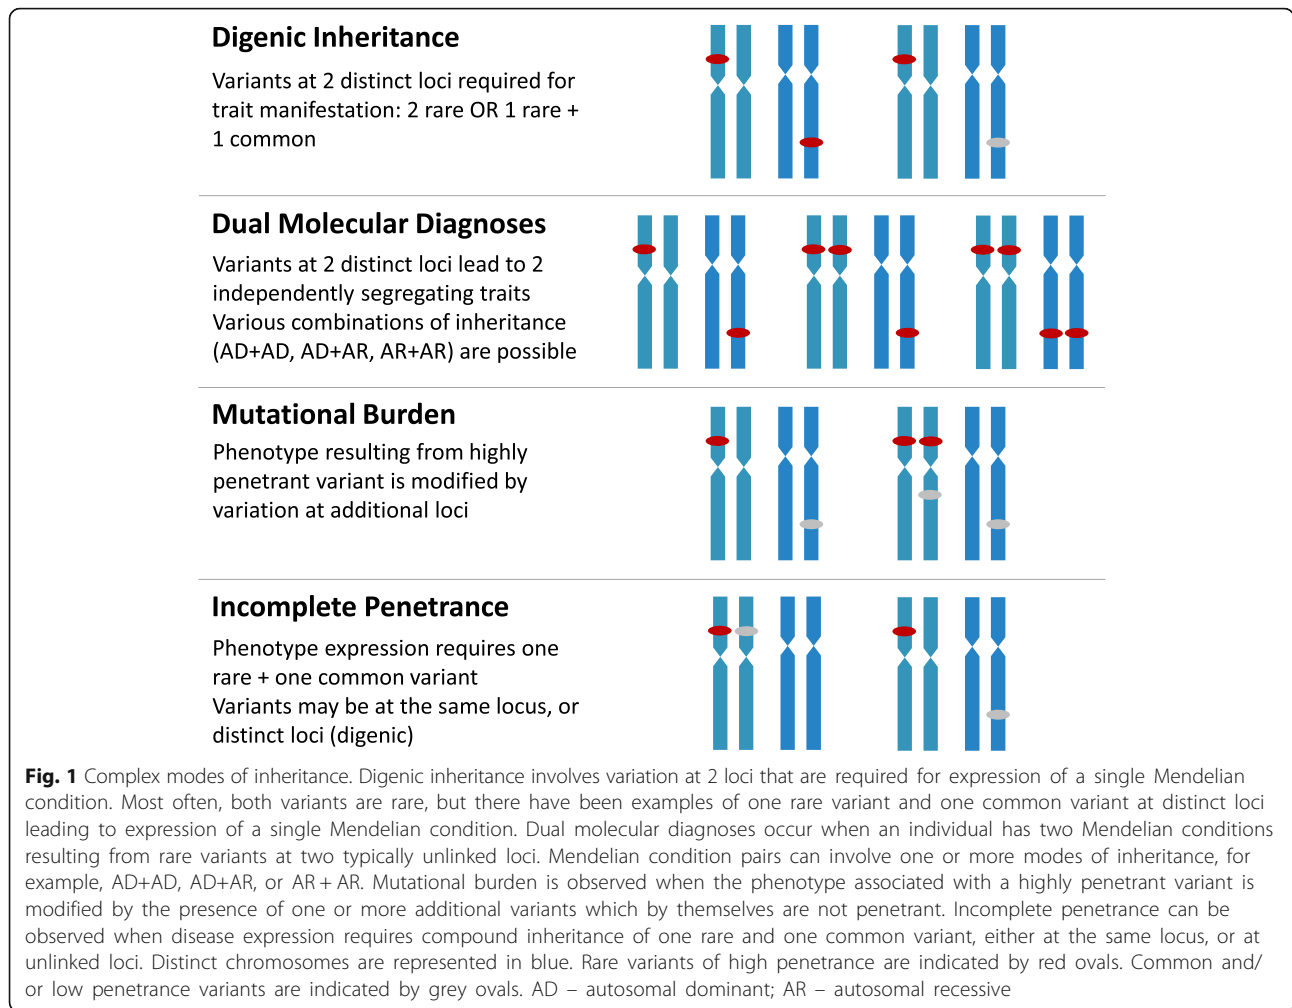 Digenic Inheritance
Variants at 2 distinct loci required for
trait manifestation: 2 rare OR 1 rare +
1 common
Dual Molecular Diagnoses
Variants at 2 distinct loci lead to 2
independently segregating traits
Various combinations of inheritance
(AD+AD, AD+AR, AR+AR) are possible
Mutational Burden
Phenotype resulting from highly
penetrant variant is modified by
variation at additional loci
Incomplete Penetrance
Phenotype expression requires one
rare + one common variant
Variants may be at the same locus, or
distinct loci (digenic)
Fig. 1 Complex modes of inheritance. Digenic inheritance involves variation at 2 loci that are required for expression of a single Mendelian
condition. Most often, both variants are rare, but there have been examples of one rare variant and one common variant at distinct loci
leading to expression of a single Mendelian condition. Dual molecular diagnoses occur when an individual has two Mendelian conditions
resulting from rare variants at two typically unlinked loci. Mendelian condition pairs can involve one or more modes of inheritance, for
example, AD+AD, AD+AR, or AR + AR. Mutational burden is observed when the phenotype associated with a highly penetrant variant is
modified by the presence of one or more additional variants which by themselves are not penetrant. Incomplete penetrance can be
observed when disease expression requires compound inheritance of one rare and one common variant, either at the same locus, or at
unlinked loci. Distinct chromosomes are represented in blue. Rare variants of high penetrance are indicated by red ovals. Common and/
or low penetrance variants are indicated by grey ovals. AD – autosomal dominant; AR – autosomal recessive